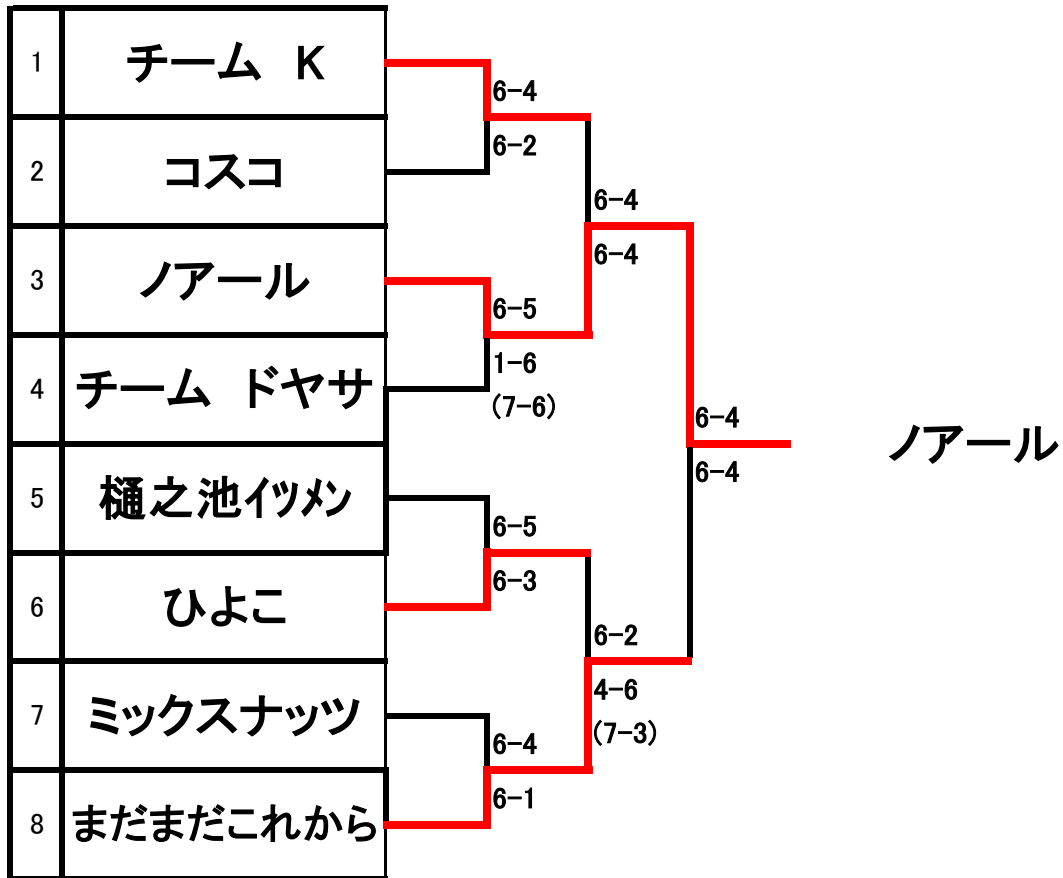 1 チーム K
2 コスコ
3 ノアール
4 チーム ドヤサ
5 樋之池イツメン
6 ひよこ
7 ミックスナッツ
8 まだまだこれから
6-4
6-2
6-5
1-6
(7-6)
6-5
6-3
6-4
6-1
6-4
6-4
6-2
4-6
(7-3)
6-4
6-4
ノアール